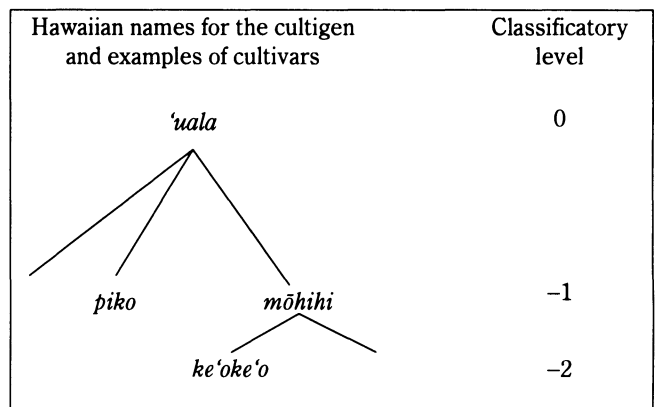 Hawaiian names for the cultigen
and examples of cultivars
Classificatory
level
ʻuala 0
piko mōhihi –1
keʻokeʻo –2